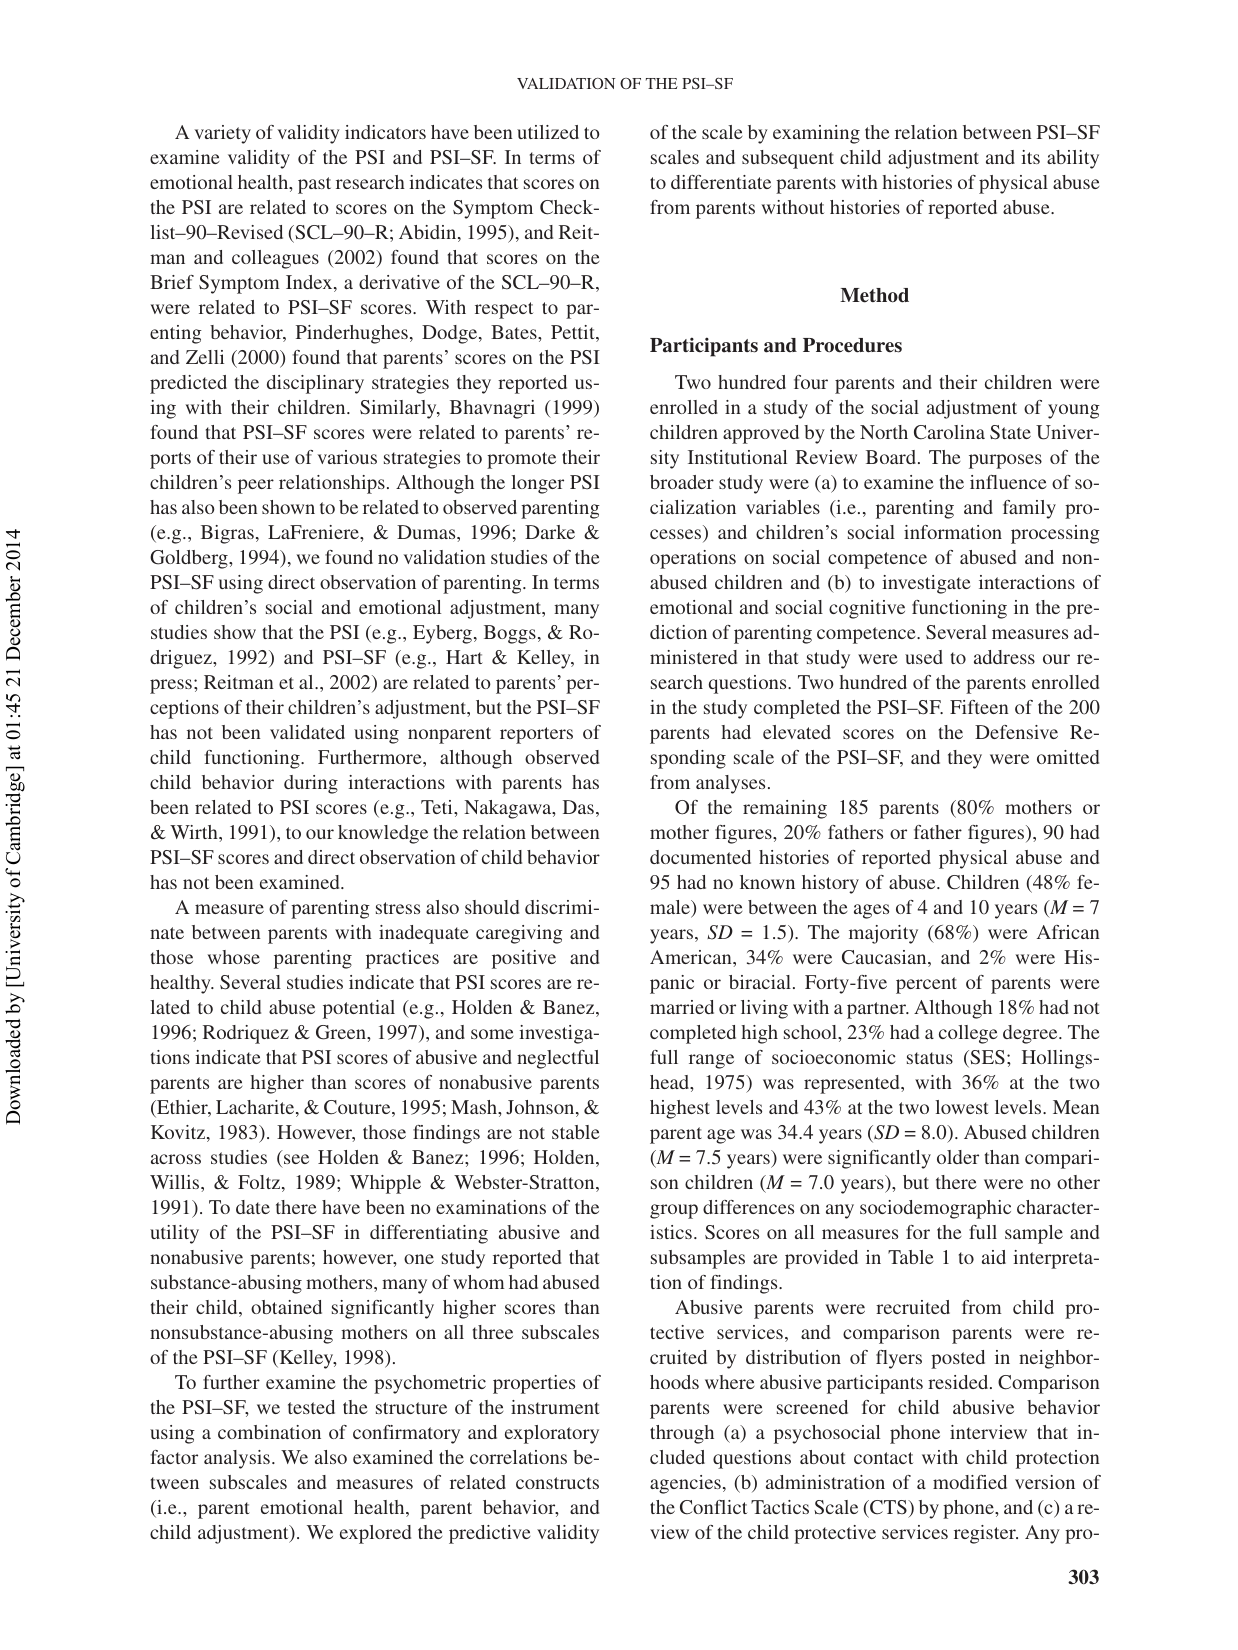 VALIDATION OF THE PSI–SF
A variety of validity indicators have been utilized to
examine validity of the PSI and PSI–SF. In terms of
emotional health, past research indicates that scores on
the PSI are related to scores on the Symptom Check-
list–90–Revised (SCL–90–R; Abidin, 1995), and Reit-
man and colleagues (2002) found that scores on the
Brief Symptom Index, a derivative of the SCL–90–R,
were related to PSI–SF scores. With respect to par-
enting behavior, Pinderhughes, Dodge, Bates, Pettit,
and Zelli (2000) found that parents' scores on the PSI
predicted the disciplinary strategies they reported us-
ing with their children. Similarly, Bhavnagri (1999)
found that PSI–SF scores were related to parents' re-
ports of their use of various strategies to promote their
children's peer relationships. Although the longer PSI
has also been shown to be related to observed parenting
(e.g., Bigras, LaFreniere, & Dumas, 1996; Darke &
Goldberg, 1994), we found no validation studies of the
PSI–SF using direct observation of parenting. In terms
of children's social and emotional adjustment, many
studies show that the PSI (e.g., Eyberg, Boggs, & Ro-
driguez, 1992) and PSI–SF (e.g., Hart & Kelley, in
press; Reitman et al., 2002) are related to parents' per-
ceptions of their children's adjustment, but the PSI–SF
has not been validated using nonparent reporters of
child functioning. Furthermore, although observed
child behavior during interactions with parents has
been related to PSI scores (e.g., Teti, Nakagawa, Das,
& Wirth, 1991), to our knowledge the relation between
PSI–SF scores and direct observation of child behavior
has not been examined.
A measure of parenting stress also should discrimi-
nate between parents with inadequate caregiving and
those whose parenting practices are positive and
healthy. Several studies indicate that PSI scores are re-
lated to child abuse potential (e.g., Holden & Banez,
1996; Rodriquez & Green, 1997), and some investiga-
tions indicate that PSI scores of abusive and neglectful
parents are higher than scores of nonabusive parents
(Ethier, Lacharite, & Couture, 1995; Mash, Johnson, &
Kovitz, 1983). However, those findings are not stable
across studies (see Holden & Banez; 1996; Holden,
Willis, & Foltz, 1989; Whipple & Webster-Stratton,
1991). To date there have been no examinations of the
utility of the PSI–SF in differentiating abusive and
nonabusive parents; however, one study reported that
substance-abusing mothers, many of whom had abused
their child, obtained significantly higher scores than
nonsubstance-abusing mothers on all three subscales
of the PSI–SF (Kelley, 1998).
To further examine the psychometric properties of
the PSI–SF, we tested the structure of the instrument
using a combination of confirmatory and exploratory
factor analysis. We also examined the correlations be-
tween subscales and measures of related constructs
(i.e., parent emotional health, parent behavior, and
child adjustment). We explored the predictive validity
of the scale by examining the relation between PSI–SF
scales and subsequent child adjustment and its ability
to differentiate parents with histories of physical abuse
from parents without histories of reported abuse.
Method
Participants and Procedures
Two hundred four parents and their children were
enrolled in a study of the social adjustment of young
children approved by the North Carolina State Univer-
sity Institutional Review Board. The purposes of the
broader study were (a) to examine the influence of so-
cialization variables (i.e., parenting and family pro-
cesses) and children's social information processing
operations on social competence of abused and non-
abused children and (b) to investigate interactions of
emotional and social cognitive functioning in the pre-
diction of parenting competence. Several measures ad-
ministered in that study were used to address our re-
search questions. Two hundred of the parents enrolled
in the study completed the PSI–SF. Fifteen of the 200
parents had elevated scores on the Defensive Re-
sponding scale of the PSI–SF, and they were omitted
from analyses.
Of the remaining 185 parents (80% mothers or
mother figures, 20% fathers or father figures), 90 had
documented histories of reported physical abuse and
95 had no known history of abuse. Children (48% fe-
male) were between the ages of 4 and 10 years (M = 7
years, SD = 1.5). The majority (68%) were African
American, 34% were Caucasian, and 2% were His-
panic or biracial. Forty-five percent of parents were
married or living with a partner. Although 18% had not
completed high school, 23% had a college degree. The
full range of socioeconomic status (SES; Hollings-
head, 1975) was represented, with 36% at the two
highest levels and 43% at the two lowest levels. Mean
parent age was 34.4 years (SD = 8.0). Abused children
(M = 7.5 years) were significantly older than compari-
son children (M = 7.0 years), but there were no other
group differences on any sociodemographic character-
istics. Scores on all measures for the full sample and
subsamples are provided in Table 1 to aid interpreta-
tion of findings.
Abusive parents were recruited from child pro-
tective services, and comparison parents were re-
cruited by distribution of flyers posted in neighbor-
hoods where abusive participants resided. Comparison
parents were screened for child abusive behavior
through (a) a psychosocial phone interview that in-
cluded questions about contact with child protection
agencies, (b) administration of a modified version of
the Conflict Tactics Scale (CTS) by phone, and (c) a re-
view of the child protective services register. Any pro-
303
Downloaded by [University of Cambridge] at 01:45 21 December 2014